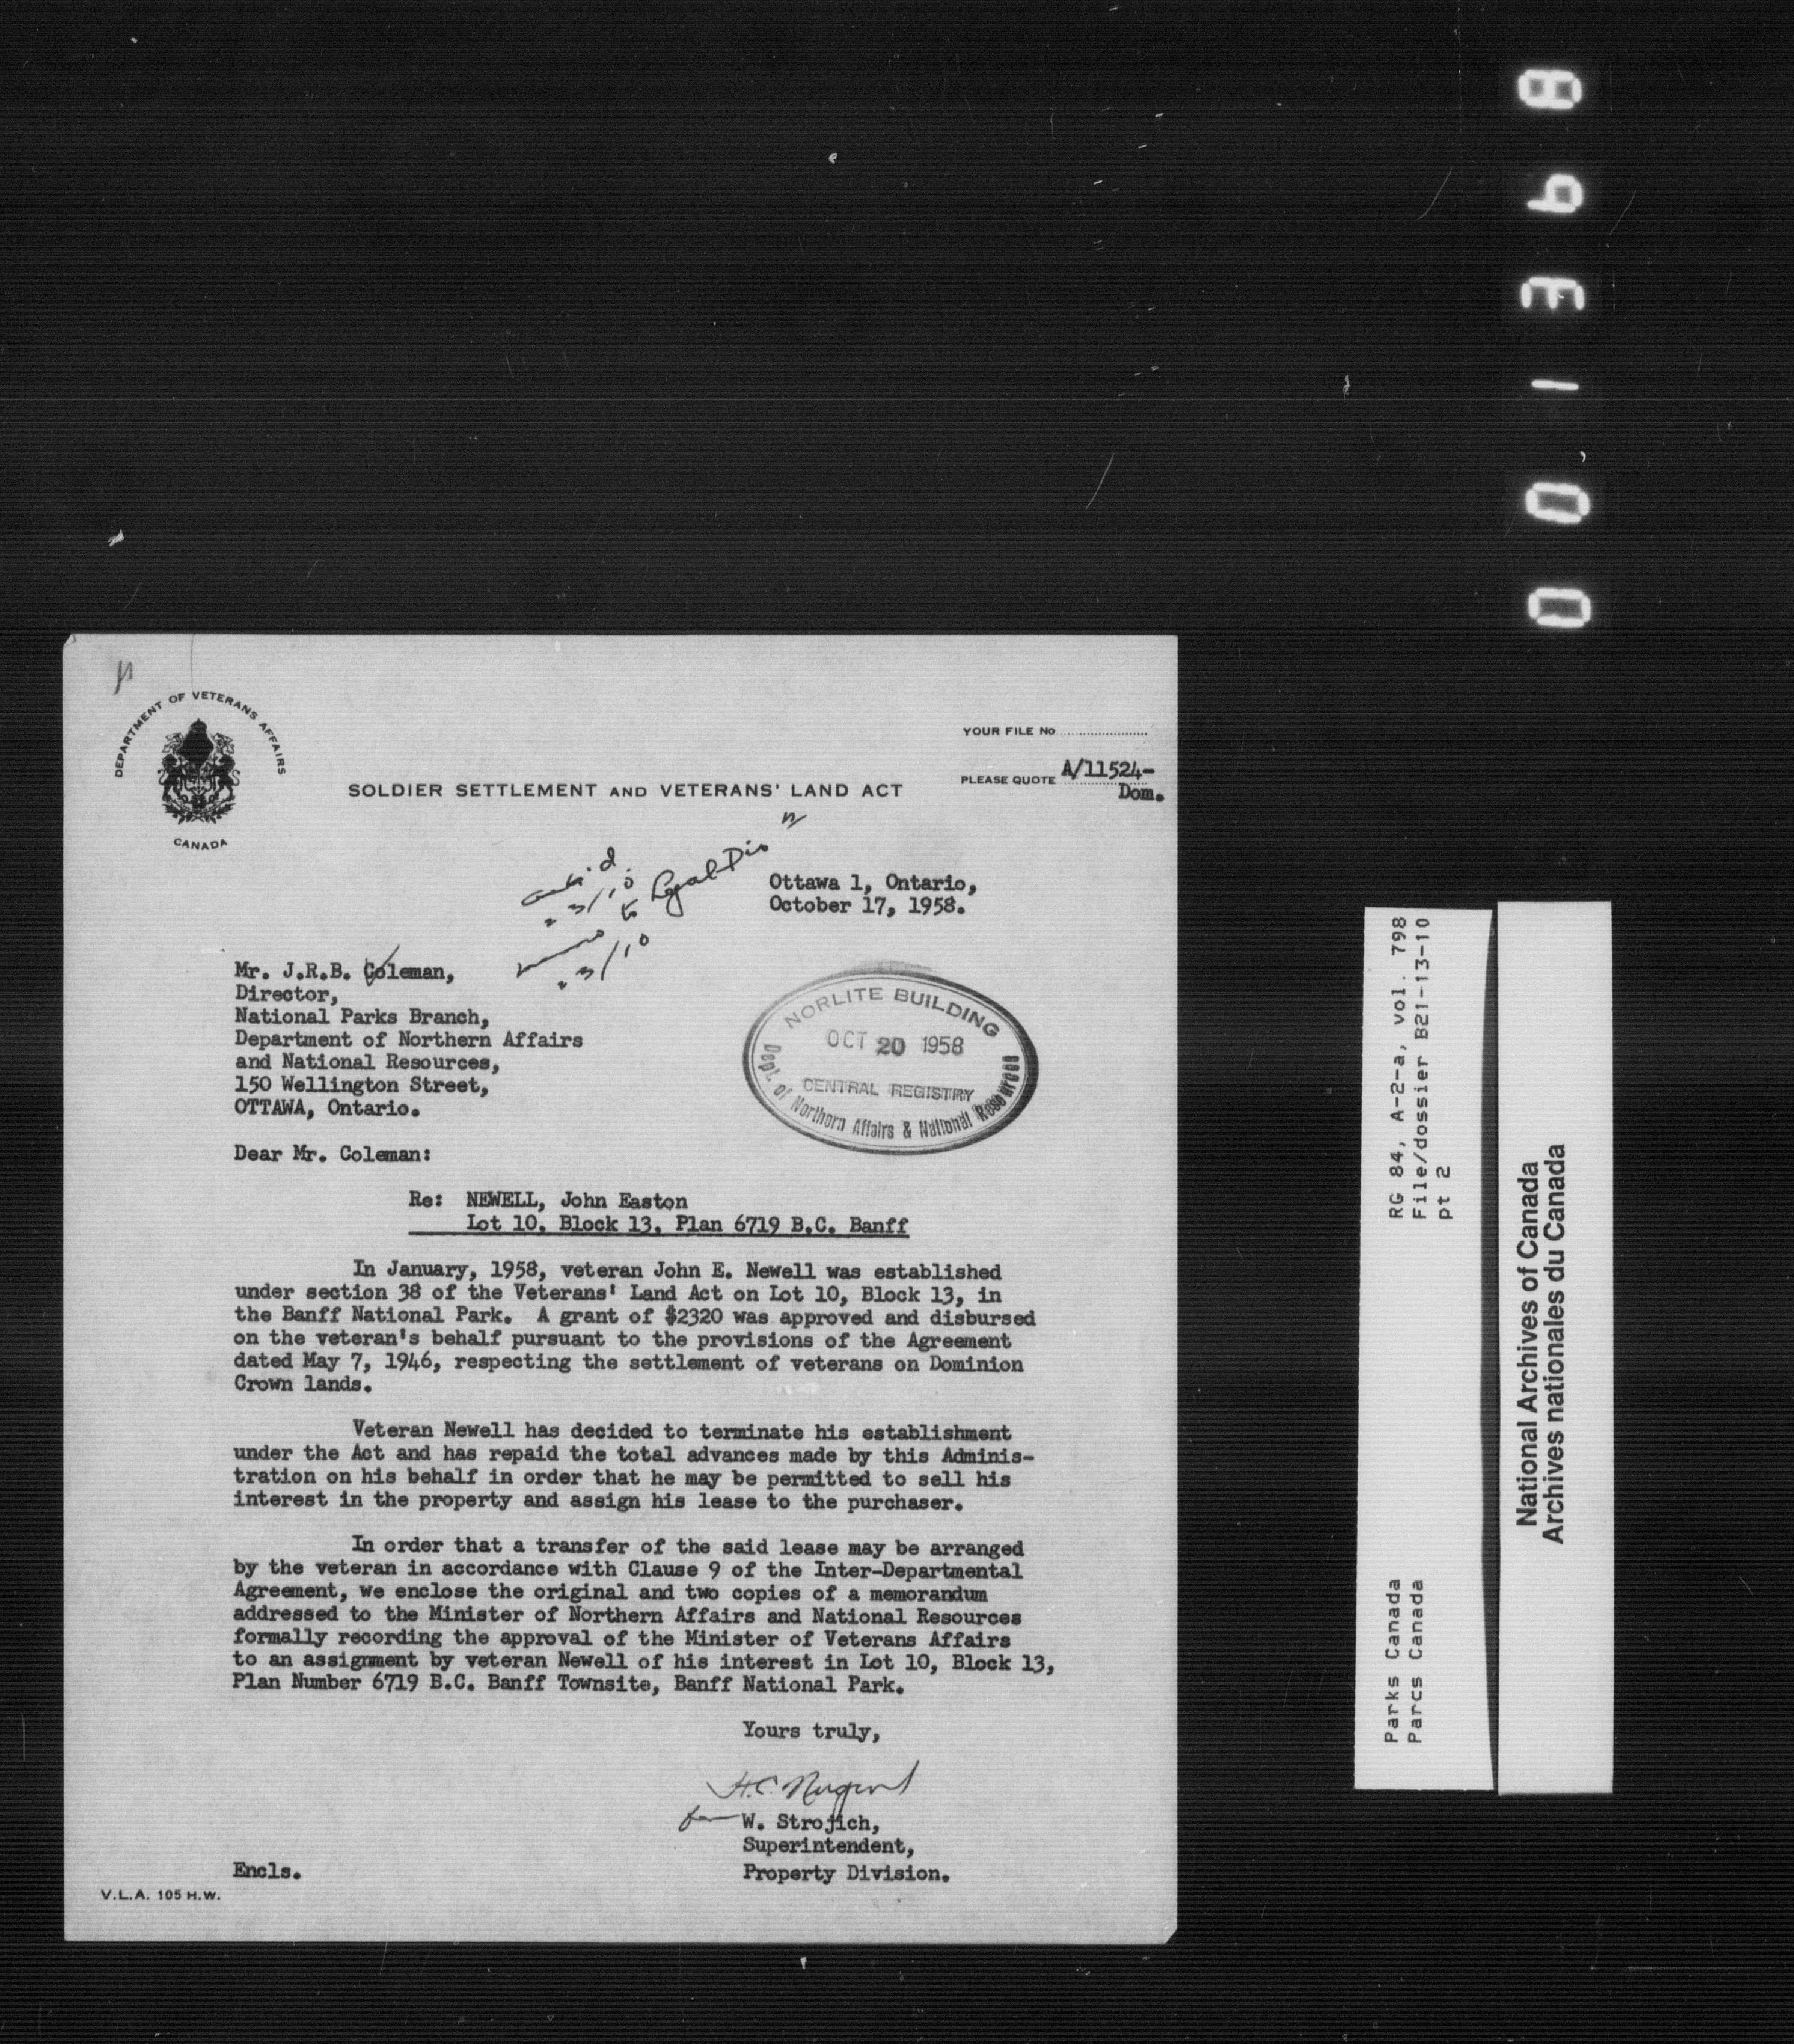 001398
DEPARTMENT OF VETERANS AFFAIRS
CANADA
SOLDIER SETTLEMENT AND VETERANS' LAND ACT
YOUR FILE No
PLEASE QUOTE A/11524-
Dom.
23/10
to Legal Div
23/10
Ottawa 1, Ontario,
October 17, 1958.
Mr. J.R.B. Coleman,
Director,
National Parks Branch,
Department of Northern Affairs
and National Resources,
150 Wellington Street,
OTTAWA, Ontario.
NORLITE BUILDING
OCT 20 1958
CENTRAL REGISTRY
Dept. of Northern Affairs & National Resources
Dear Mr. Coleman:
Re: NEWELL, John Easton
Lot 10, Block 13, Plan 6719 B.C. Banff
In January, 1958, veteran John E. Newell was established
under section 38 of the Veterans' Land Act on Lot 10, Block 13, in
the Banff National Park. A grant of $2320 was approved and disbursed
on the veteran's behalf pursuant to the provisions of the Agreement
dated May 7, 1946, respecting the settlement of veterans on Dominion
Crown lands.
Veteran Newell has decided to terminate his establishment
under the Act and has repaid the total advances made by this Adminis-
tration on his behalf in order that he may be permitted to sell his
interest in the property and assign his lease to the purchaser.
In order that a transfer of the said lease may be arranged
by the veteran in accordance with Clause 9 of the Inter-Departmental
Agreement, we enclose the original and two copies of a memorandum
addressed to the Minister of Northern Affairs and National Resources
formally recording the approval of the Minister of Veterans Affairs
to an assignment by veteran Newell of his interest in Lot 10, Block 13,
Plan Number 6719 B.C. Banff Townsite, Banff National Park.
Yours truly,
H.C.
for W. Strojich,
Superintendent,
Property Division.
Encls.
V.L.A. 105 H.W.
RG 84, A-2-a, vol. 798
File/dossier B21-13-10
pt 2
Parks Canada
Parcs Canada
National Archives of Canada
Archives nationales du Canada